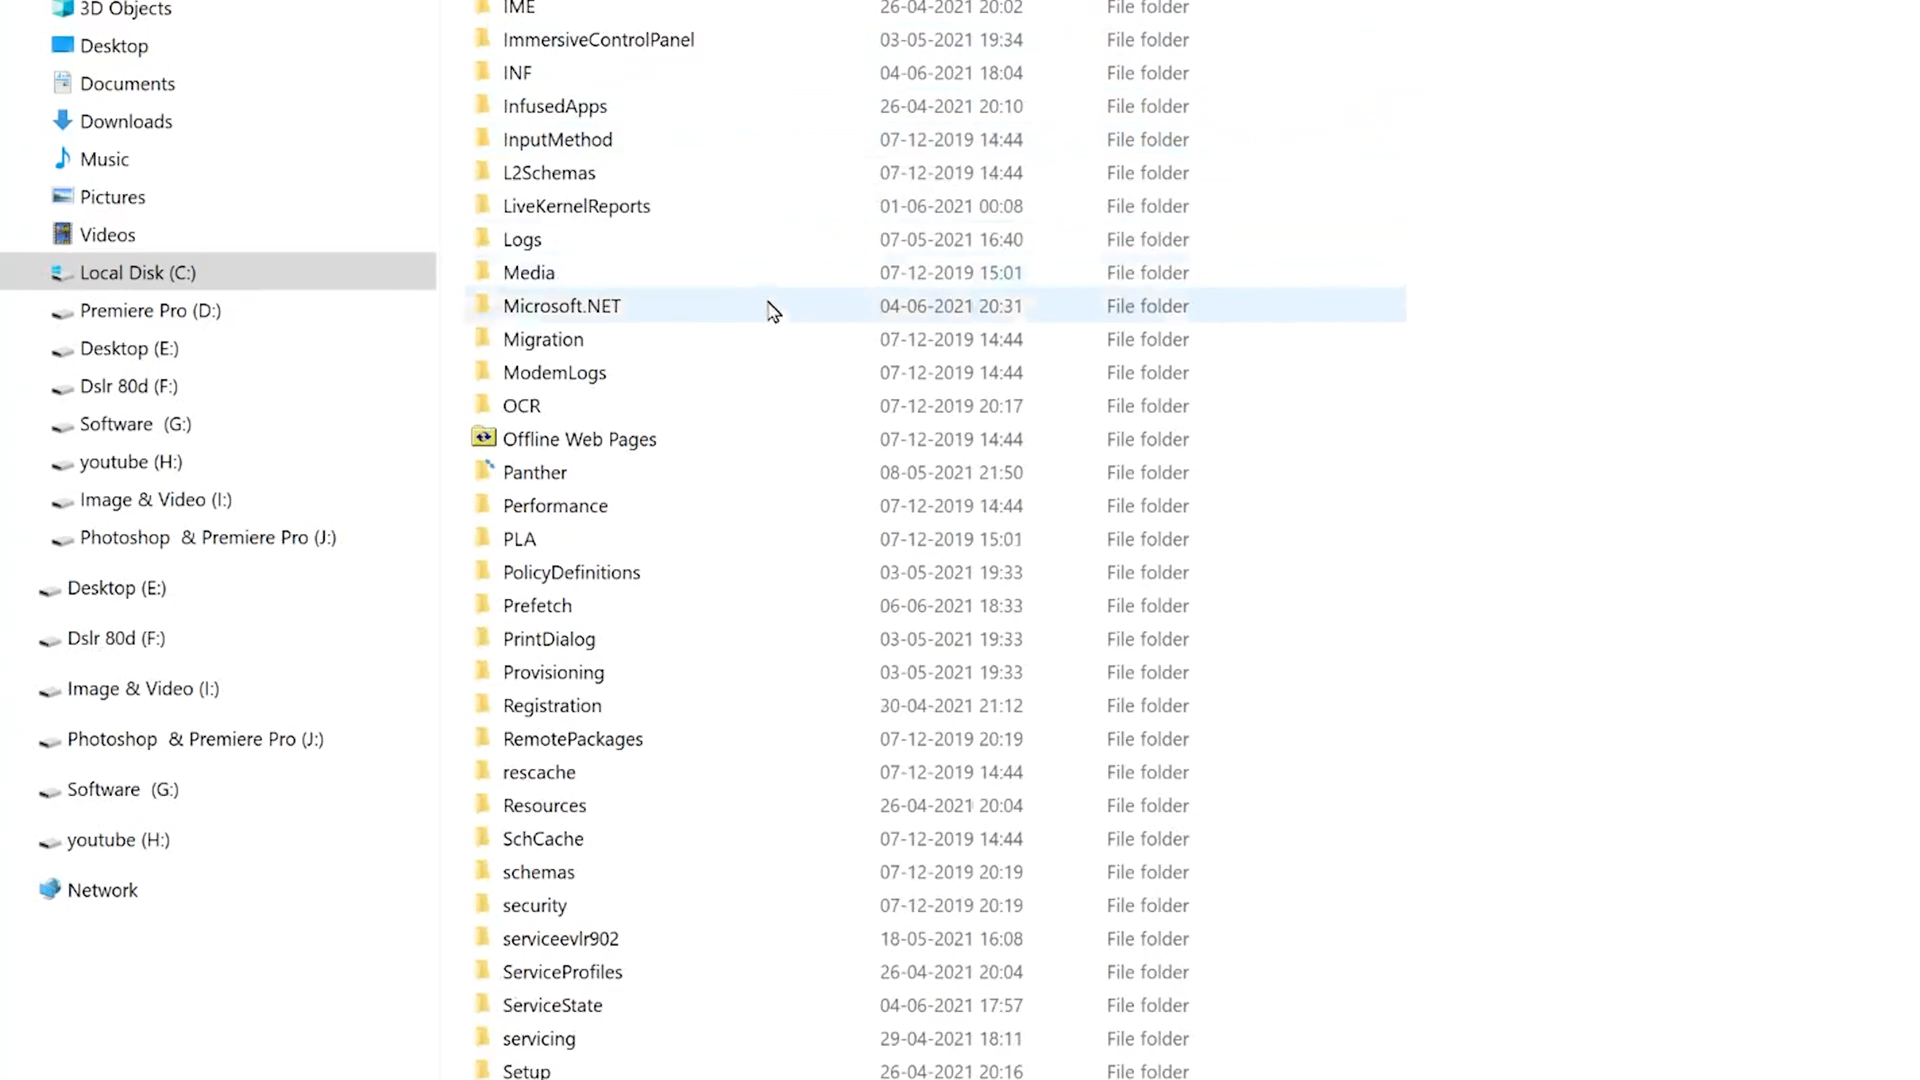 3D Objects
Desktop
Documents
Downloads
Music
Pictures
Videos
Local Disk (C:)
Premiere Pro (D:)
Desktop (E:)
Dslr 80d (F:)
Software (G:)
youtube (H:)
Image & Video (I:)
Photoshop & Premiere Pro (J:)
Desktop (E:)
Dslr 80d (F:)
Image & Video (I:)
Photoshop & Premiere Pro (J:)
Software (G:)
youtube (H:)
Network
IME 26-04-2021 20:02 File folder
ImmersiveControlPanel 03-05-2021 19:34 File folder
INF 04-06-2021 18:04 File folder
InfusedApps 26-04-2021 20:10 File folder
InputMethod 07-12-2019 14:44 File folder
L2Schemas 07-12-2019 14:44 File folder
LiveKernelReports 01-06-2021 00:08 File folder
Logs 07-05-2021 16:40 File folder
Media 07-12-2019 15:01 File folder
Microsoft.NET 04-06-2021 20:31 File folder
Migration 07-12-2019 14:44 File folder
ModemLogs 07-12-2019 14:44 File folder
OCR 07-12-2019 20:17 File folder
Offline Web Pages 07-12-2019 14:44 File folder
Panther 08-05-2021 21:50 File folder
Performance 07-12-2019 14:44 File folder
PLA 07-12-2019 15:01 File folder
PolicyDefinitions 03-05-2021 19:33 File folder
Prefetch 06-06-2021 18:33 File folder
PrintDialog 03-05-2021 19:33 File folder
Provisioning 03-05-2021 19:33 File folder
Registration 30-04-2021 21:12 File folder
RemotePackages 07-12-2019 20:19 File folder
rescache 07-12-2019 14:44 File folder
Resources 26-04-2021 20:04 File folder
SchCache 07-12-2019 14:44 File folder
schemas 07-12-2019 20:19 File folder
security 07-12-2019 20:19 File folder
serviceevlr902 18-05-2021 16:08 File folder
ServiceProfiles 26-04-2021 20:04 File folder
ServiceState 04-06-2021 17:57 File folder
servicing 29-04-2021 18:11 File folder
Setup 26-04-2021 20:16 File folder